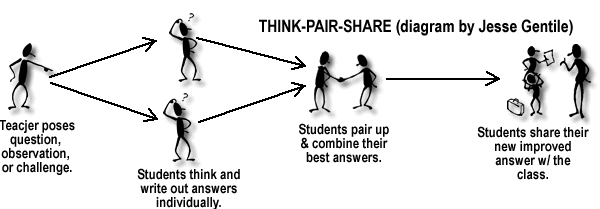 THINK-PAIR-SHARE (diagram by Jesse Gentile)
?
?
Teacjer poses
question,
observation,
or challenge.
Students think and
write out answers
individually.
Students pair up
& combine their
best answers.
Students share their
new improved
answer w/ the
class.